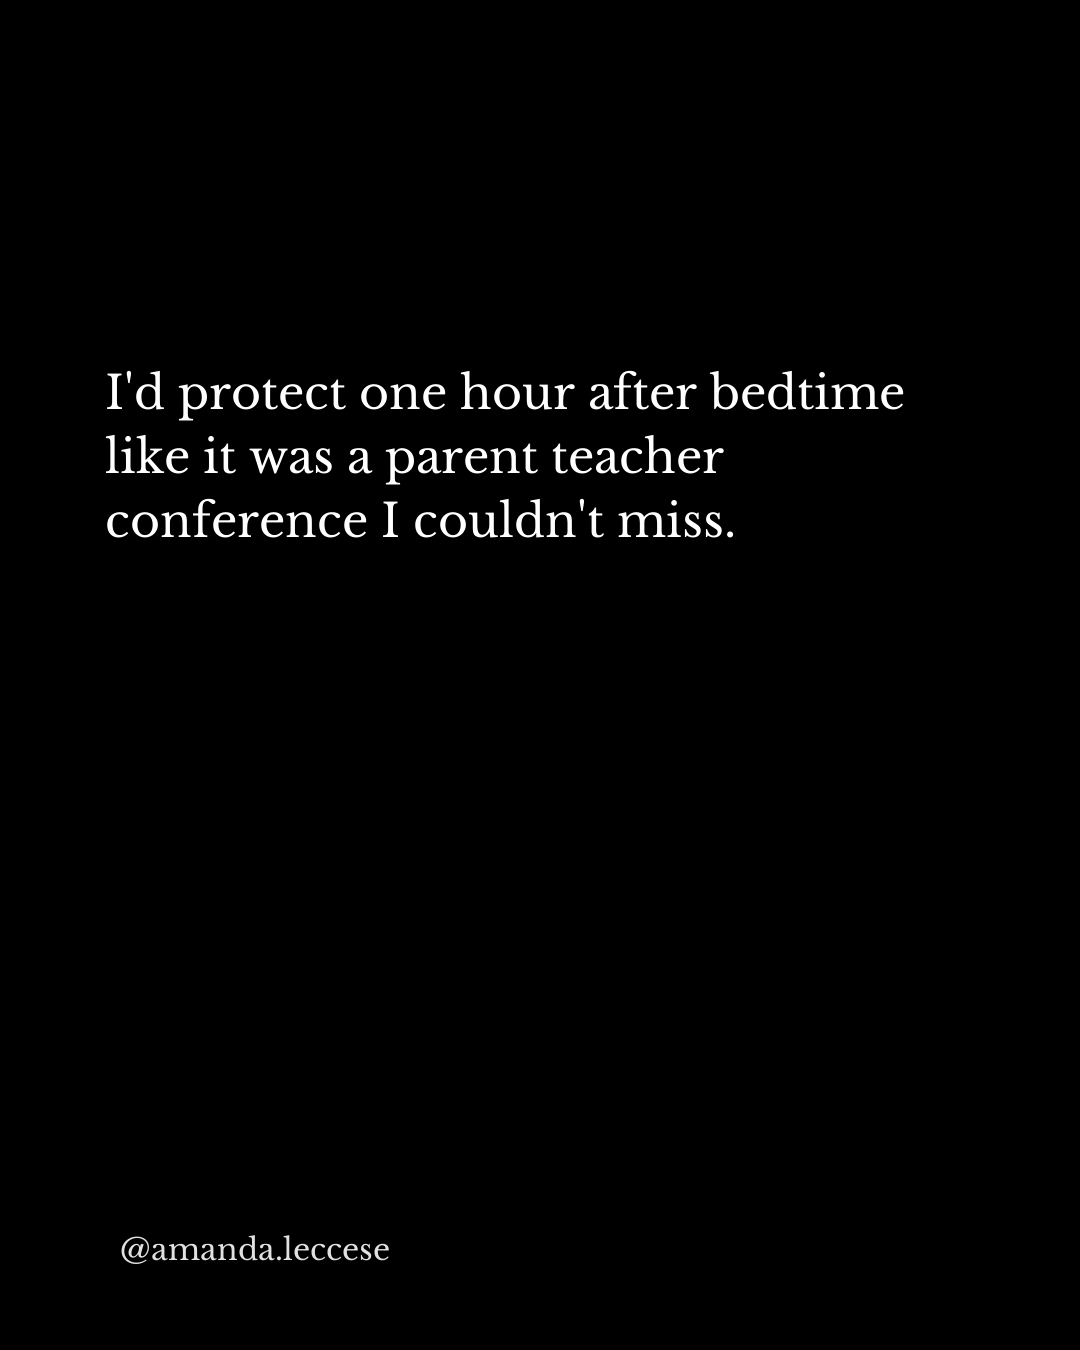 I'd protect one hour after bedtime
like it was a parent teacher
conference I couldn't miss.
@amanda.leccese